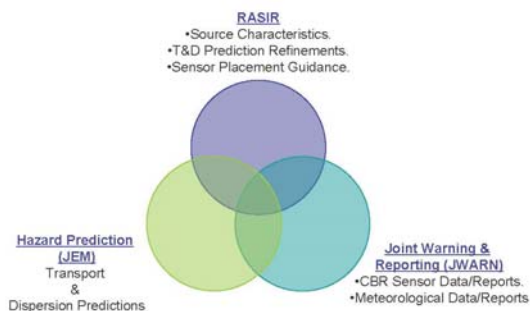 RASIR
•Source Characteristics.
•T&D Prediction Refinements.
•Sensor Placement Guidance.
Hazard Prediction
(JEM)
Transport
&
Dispersion Predictions
Joint Warning &
Reporting (JWARN)
•CBR Sensor Data/Reports.
•Meteorological Data/Reports